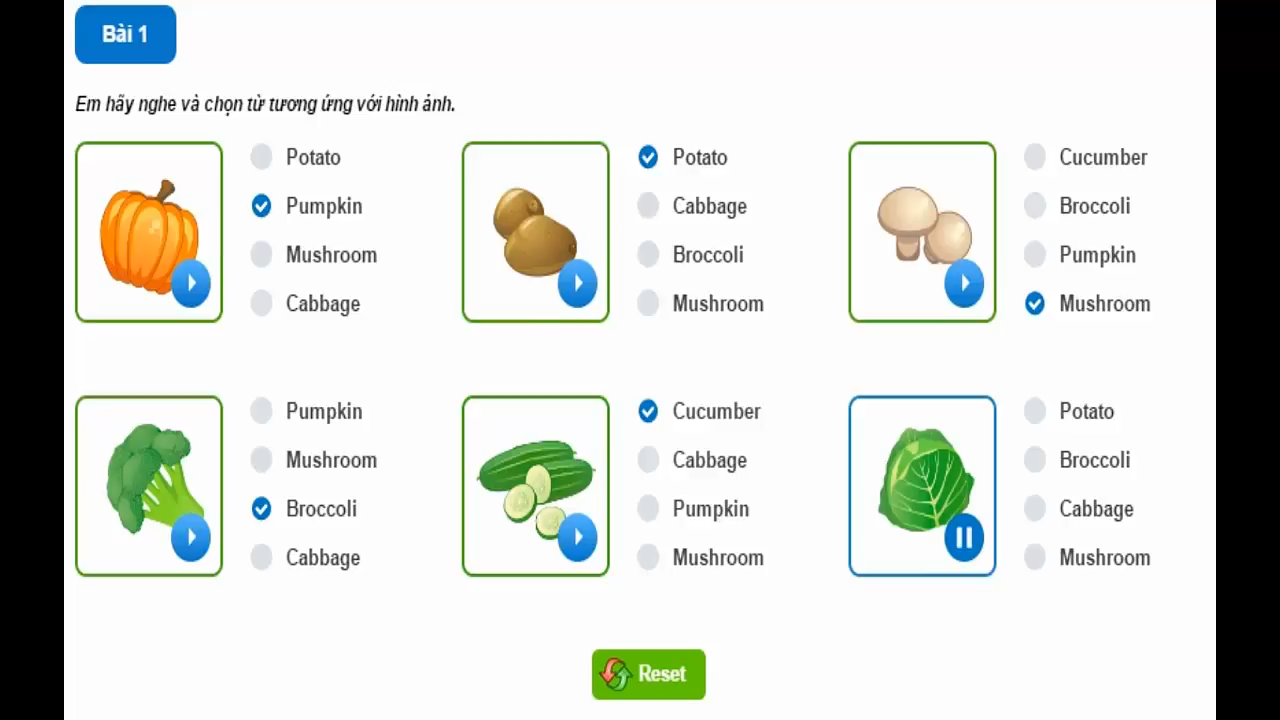 Bài 1
Em hãy nghe và chọn từ tương ứng với hình ảnh.
Potato
Pumpkin
Mushroom
Cabbage
Potato
Cabbage
Broccoli
Mushroom
Cucumber
Broccoli
Pumpkin
Mushroom
Pumpkin
Mushroom
Broccoli
Cabbage
Cucumber
Cabbage
Pumpkin
Mushroom
Potato
Broccoli
Cabbage
Mushroom
Reset